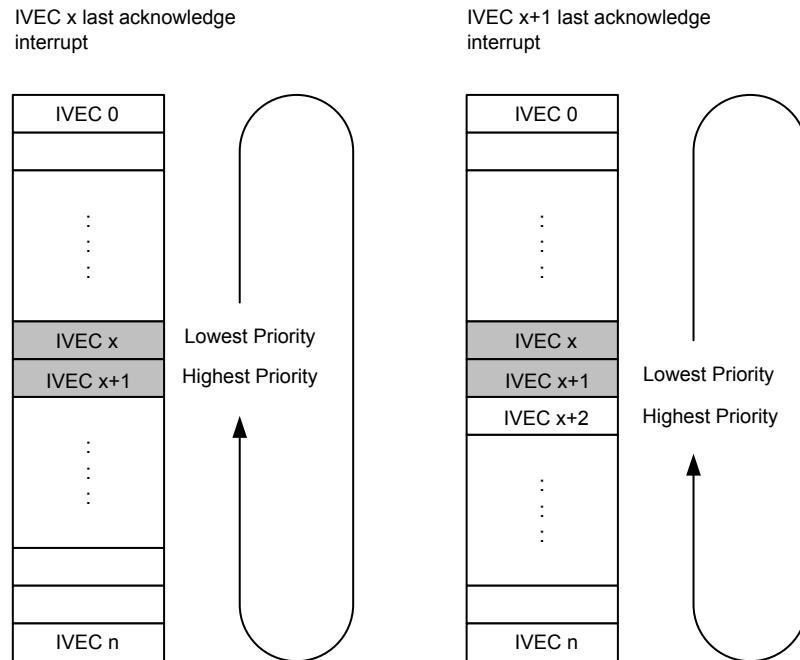 IVEC x last acknowledge
interrupt
IVEC 0
.
.
.
IVEC x
Lowest Priority
IVEC x+1
Highest Priority
.
.
.
IVEC n
IVEC x+1 last acknowledge
interrupt
IVEC 0
.
.
.
IVEC x
IVEC x+1
Lowest Priority
IVEC x+2
Highest Priority
.
.
.
IVEC n